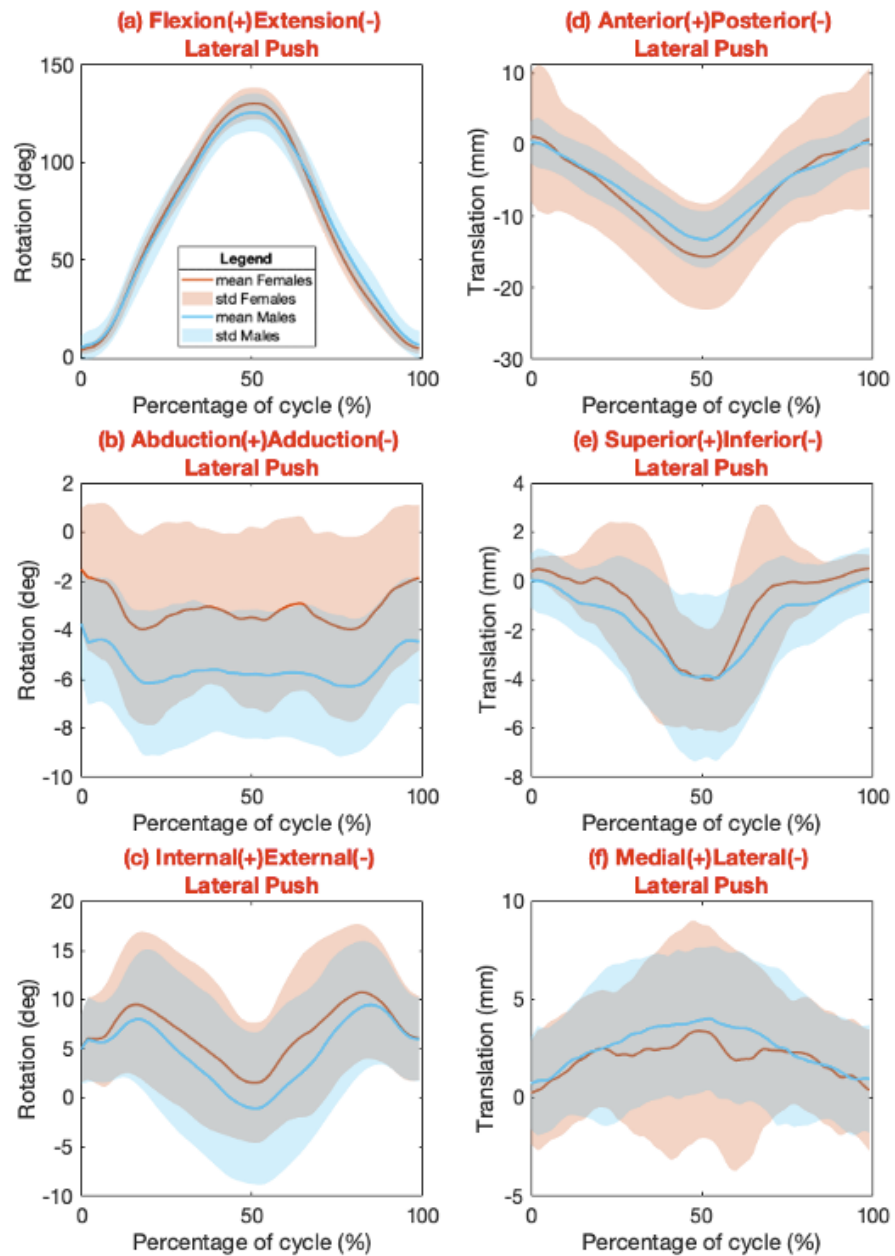 (a) Flexion(+)Extension(-)
Lateral Push
150
100
50
0
Rotation (deg)
Legend
mean Females
std Females
mean Males
std Males
0 50 100
Percentage of cycle (%)
(d) Anterior(+)Posterior(-)
Lateral Push
10
0
-10
-20
-30
Translation (mm)
0 50 100
Percentage of cycle (%)
(b) Abduction(+)Adduction(-)
Lateral Push
2
0
-2
-4
-6
-8
-10
Rotation (deg)
0 50 100
Percentage of cycle (%)
(e) Superior(+)Inferior(-)
Lateral Push
4
2
0
-2
-4
-6
-8
Translation (mm)
0 50 100
Percentage of cycle (%)
(c) Internal(+)External(-)
Lateral Push
20
15
10
5
0
-5
-10
Rotation (deg)
0 50 100
Percentage of cycle (%)
(f) Medial(+)Lateral(-)
Lateral Push
10
5
0
-5
Translation (mm)
0 50 100
Percentage of cycle (%)